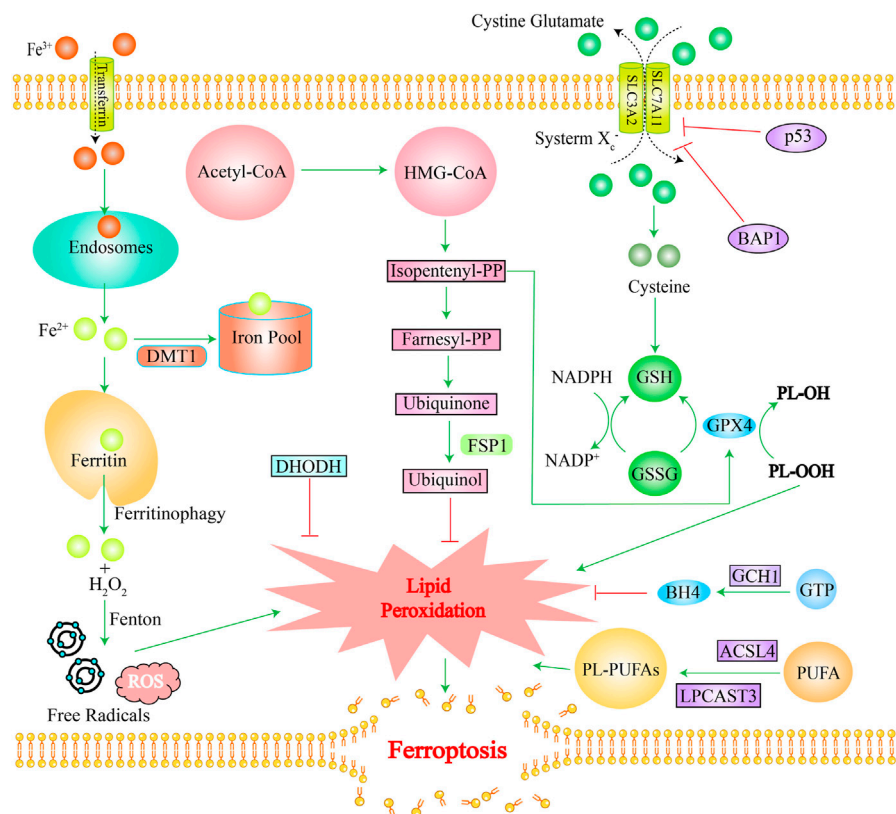 Cystine Glutamate
Fe³⁺
Transferrin
SLC3A2
SLC7A11
Systerm Xc⁻
p53
BAP1
Acetyl-CoA
HMG-CoA
Endosomes
Isopentenyl-PP
Cysteine
Fe²⁺
DMT1
Iron Pool
Farnesyl-PP
NADPH
GSH
PL-OH
Ubiquinone
GPX4
FSP1
Ferritin
NADP⁺
GSSG
PL-OOH
DHODH
Ubiquinol
Ferritinophagy
+
H₂O₂
Lipid
Peroxidation
BH4
GCH1
GTP
Fenton
ROS
Free Radicals
PL-PUFAs
ACSL4
LPCAST3
PUFA
Ferroptosis